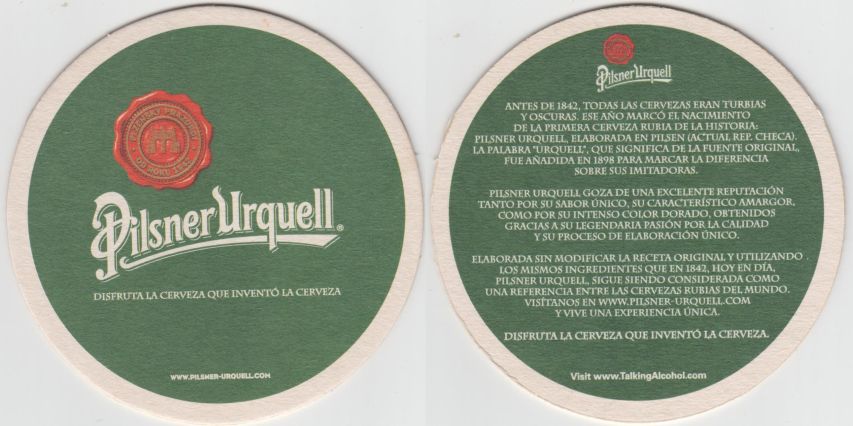 PLZEŇSKÝ PRAZDROJ
OD ROKU 1842
Pilsner Urquell®
DISFRUTA LA CERVEZA QUE INVENTÓ LA CERVEZA
WWW.PILSNER-URQUELL.COM
Pilsner Urquell
ANTES DE 1842, TODAS LAS CERVEZAS ERAN TURBIAS
Y OSCURAS. ESE AÑO MARCÓ EL NACIMIENTO
DE LA PRIMERA CERVEZA RUBIA DE LA HISTORIA:
PILSNER URQUELL, ELABORADA EN PILSEN (ACTUAL REP. CHECA).
LA PALABRA "URQUELL", QUE SIGNIFICA DE LA FUENTE ORIGINAL,
FUE AÑADIDA EN 1898 PARA MARCAR LA DIFERENCIA
SOBRE SUS IMITADORAS.
PILSNER URQUELL GOZA DE UNA EXCELENTE REPUTACIÓN
TANTO POR SU SABOR ÚNICO, SU CARACTERÍSTICO AMARGOR,
COMO POR SU INTENSO COLOR DORADO, OBTENIDOS
GRACIAS A SU LEGENDARIA PASIÓN POR LA CALIDAD
Y SU PROCESO DE ELABORACIÓN ÚNICO.
ELABORADA SIN MODIFICAR LA RECETA ORIGINAL Y UTILIZANDO
LOS MISMOS INGREDIENTES QUE EN 1842, HOY EN DÍA,
PILSNER URQUELL, SIGUE SIENDO CONSIDERADA COMO
UNA REFERENCIA ENTRE LAS CERVEZAS RUBIAS DEL MUNDO.
VISÍTANOS EN WWW.PILSNER-URQUELL.COM
Y VIVE UNA EXPERIENCIA ÚNICA.
DISFRUTA LA CERVEZA QUE INVENTÓ LA CERVEZA.
Visit www.TalkingAlcohol.com